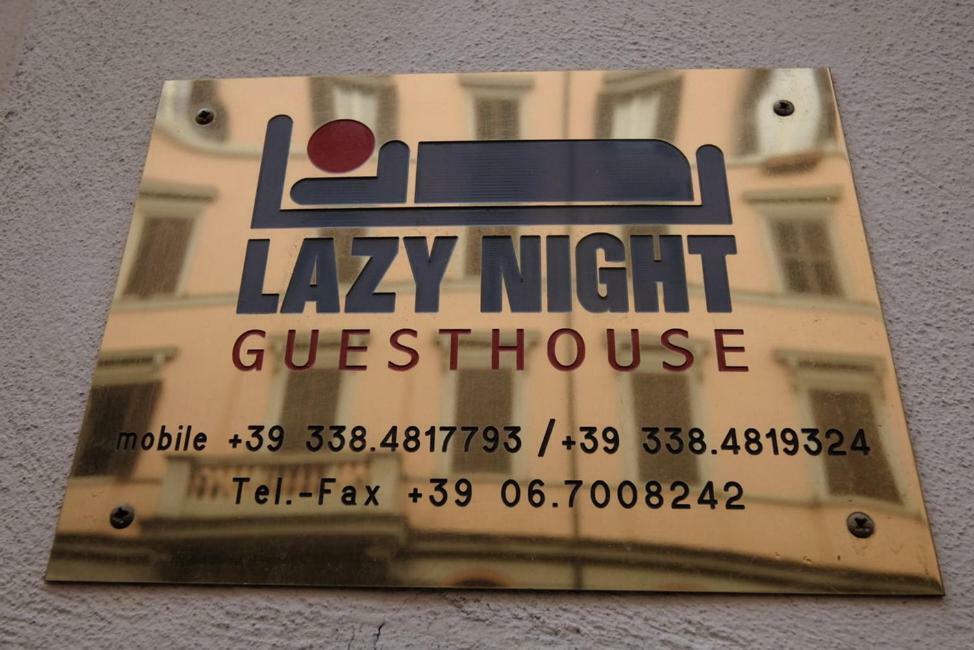 LAZY NIGHT
GUESTHOUSE
mobile +39 338.4817793 /+39 338.4819324
Tel.-Fax +39 06.7008242